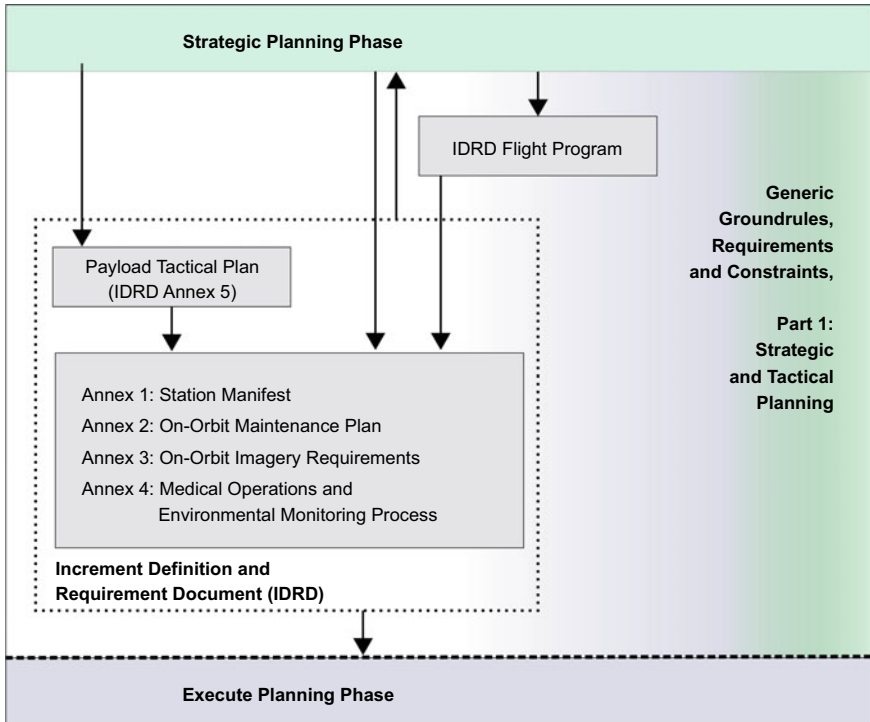 Strategic Planning Phase
IDRD Flight Program
Generic
Groundrules,
Requirements
and Constraints,
Part 1:
Strategic
and Tactical
Planning
Payload Tactical Plan
(IDRD Annex 5)
Annex 1: Station Manifest
Annex 2: On-Orbit Maintenance Plan
Annex 3: On-Orbit Imagery Requirements
Annex 4: Medical Operations and
Environmental Monitoring Process
Increment Definition and
Requirement Document (IDRD)
Execute Planning Phase